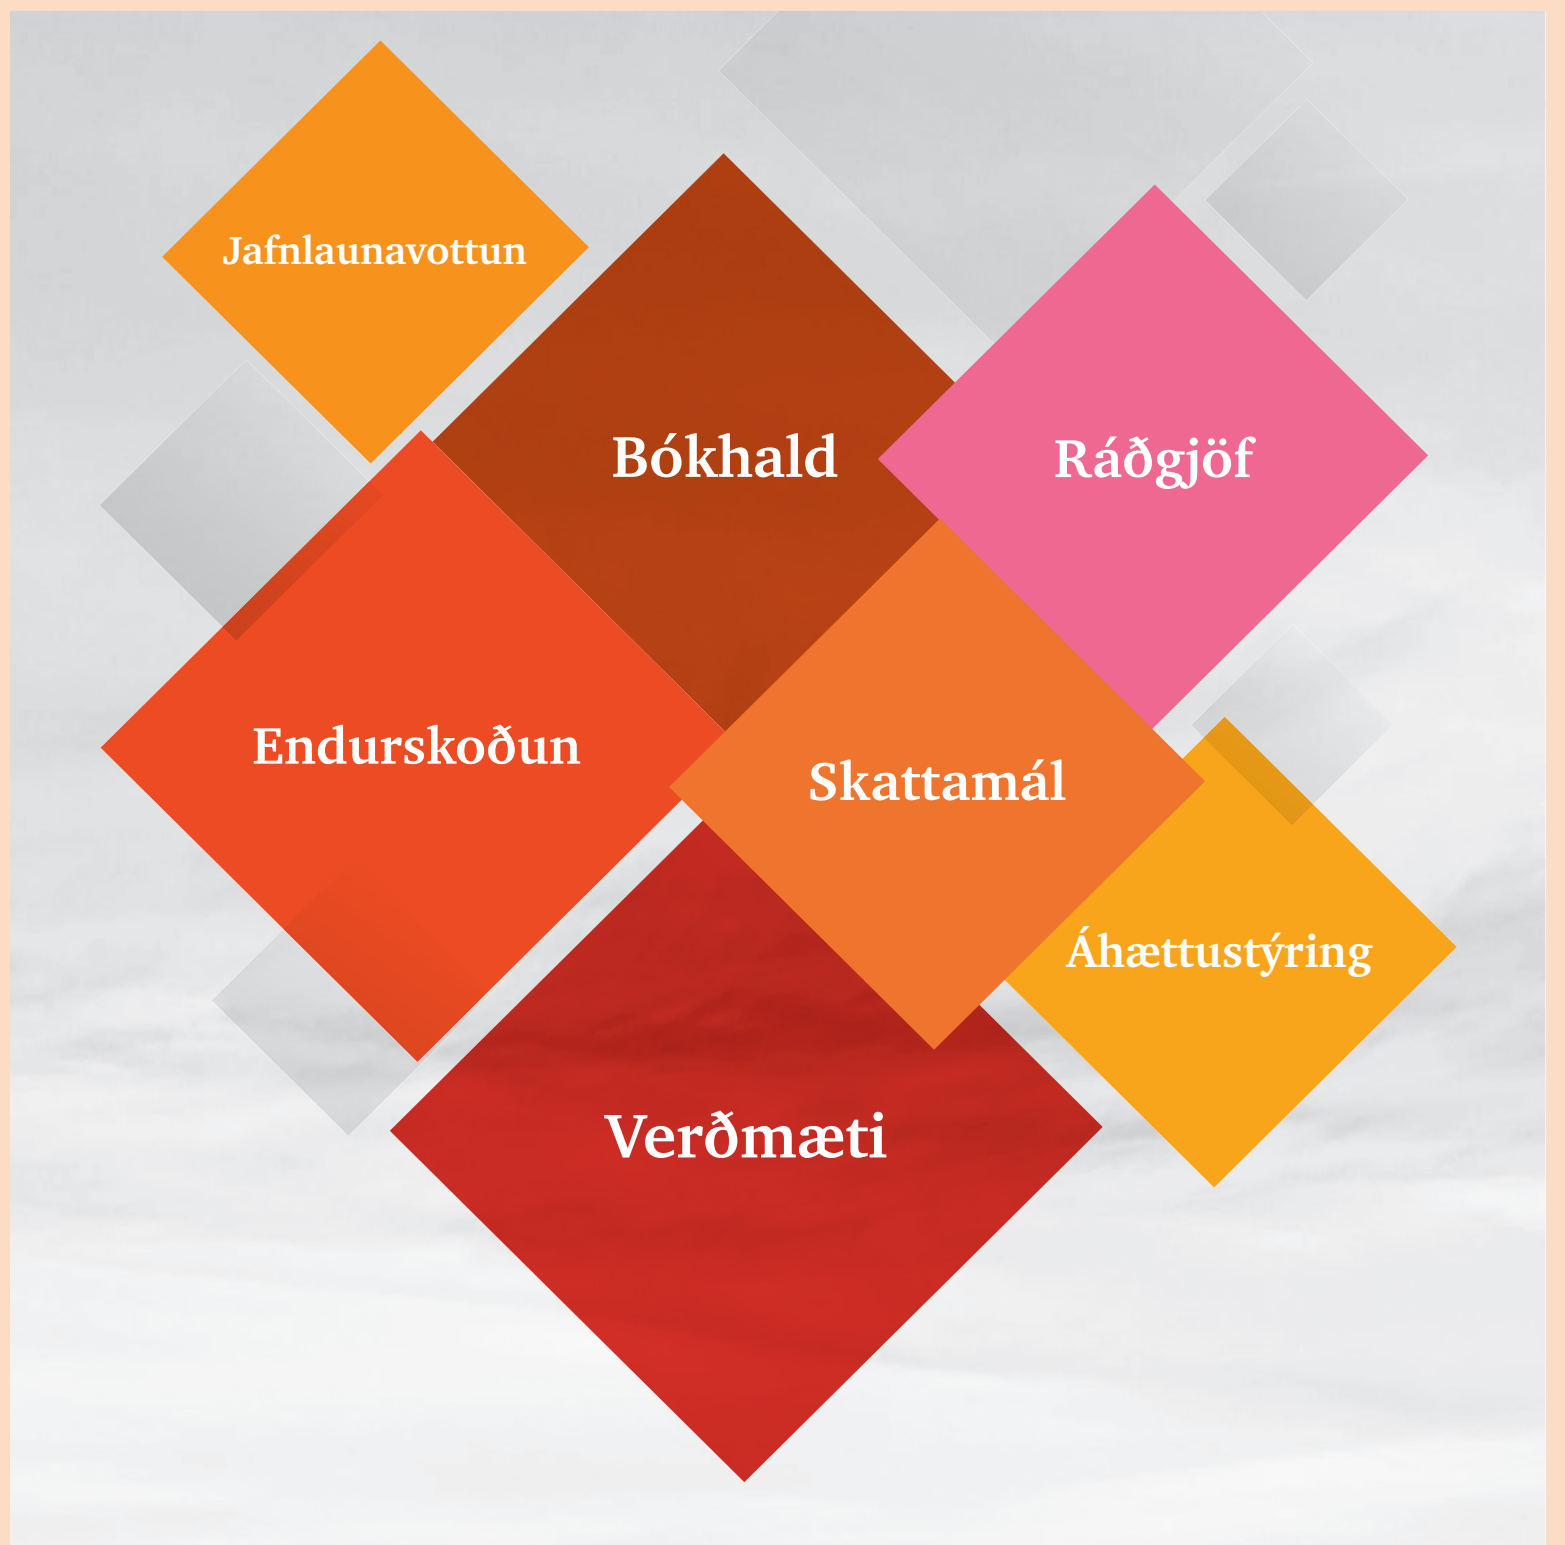 Jafnlaunavottun
Bókhald
Ráðgjöf
Endurskoðun
Skattamál
Áhættustýring
Verðmæti